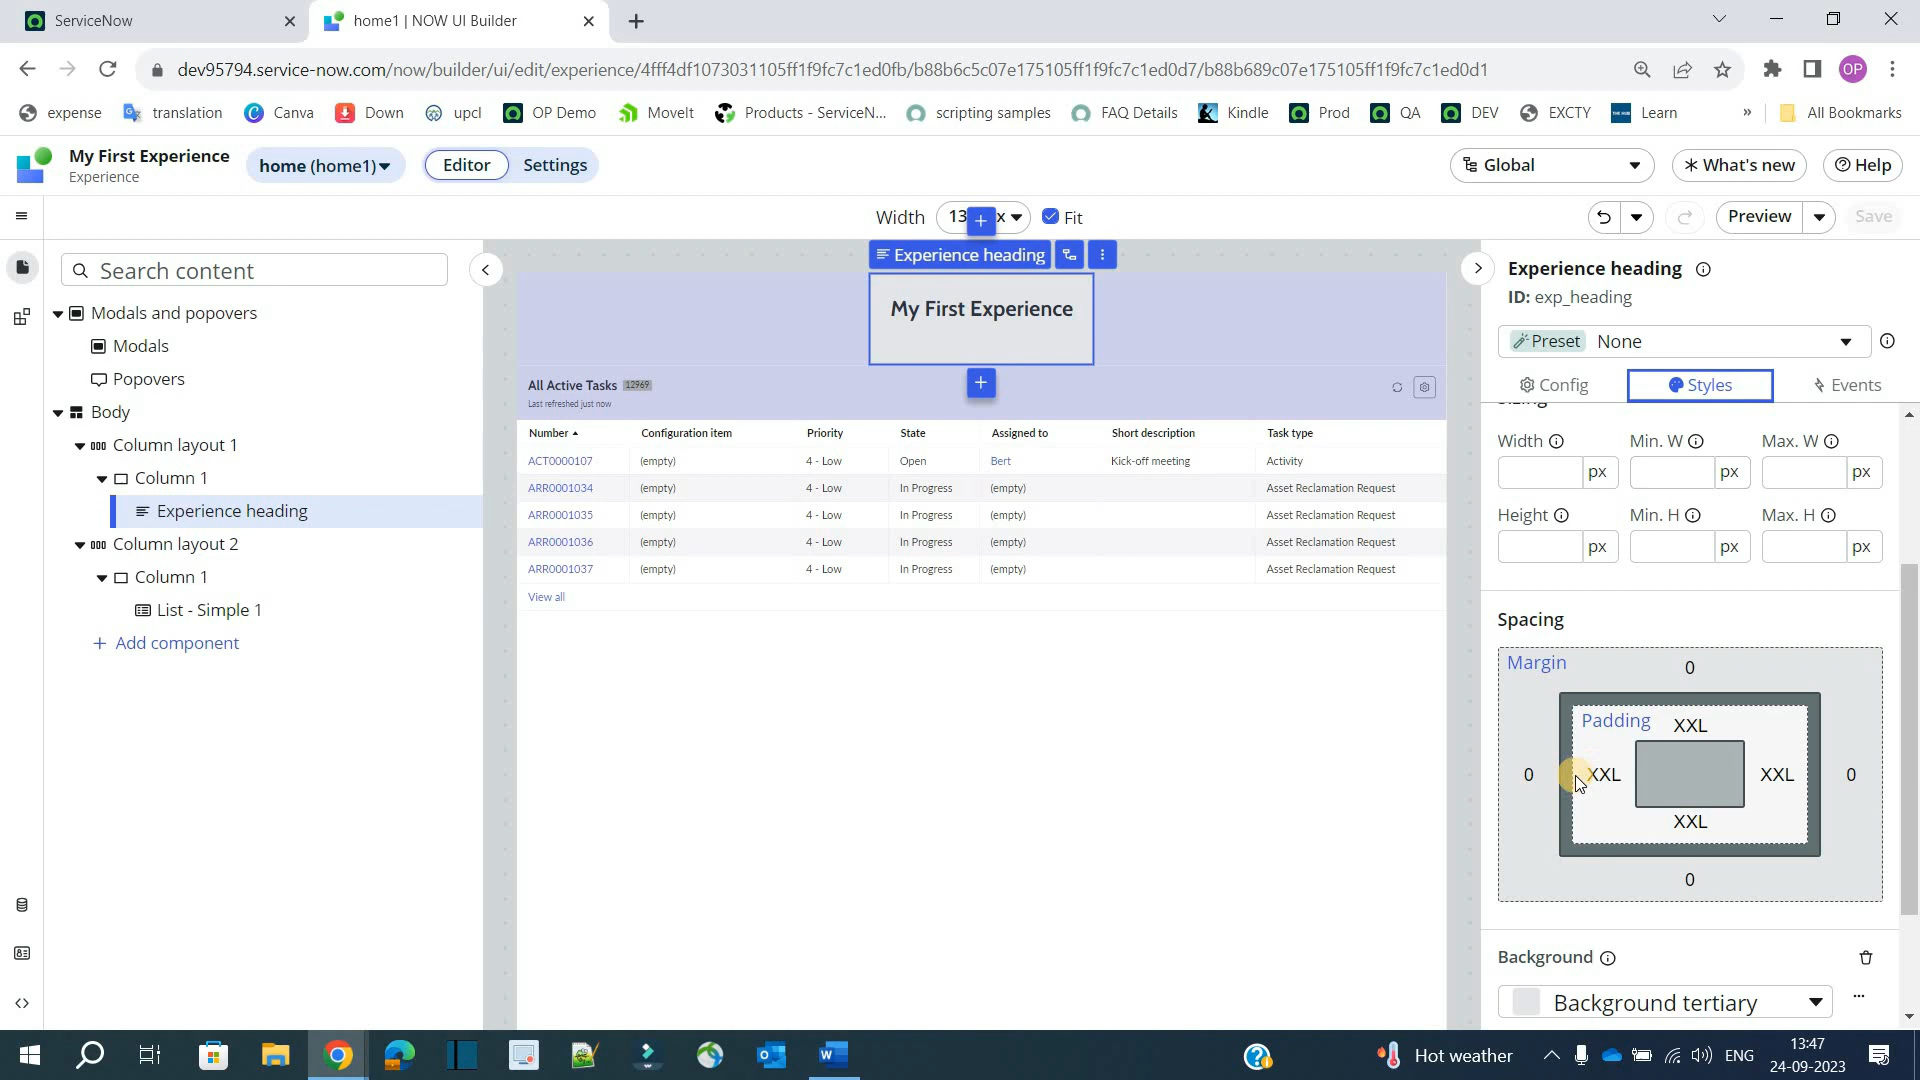 ServiceNow
home1 | NOW UI Builder
dev95794.service-now.com/now/builder/ui/edit/experience/4fff4df1073031105ff1f9fc7c1ed0fb/b88b6c5c07e175105ff1f9fc7c1ed0d7/b88b689c07e175105ff1f9fc7c1ed0d1
OP
expense translation Canva Down upcl OP Demo MoveIt Products - ServiceN... scripting samples FAQ Details Kindle Prod QA DEV EXCTY Learn » All Bookmarks
My First Experience
Experience
home (home1)
Editor Settings
Global
What's new
Help
Width 13 x Fit
Preview Save
Search content
Modals and popovers
Modals
Popovers
Body
Column layout 1
Column 1
Experience heading
Column layout 2
Column 1
List - Simple 1
+ Add component
Experience heading
My First Experience
All Active Tasks 12969
Last refreshed just now
Number Configuration item Priority State Assigned to Short description Task type
ACT0000107 (empty) 4 - Low Open Bert Kick-off meeting Activity
ARR0001034 (empty) 4 - Low In Progress (empty) Asset Reclamation Request
ARR0001035 (empty) 4 - Low In Progress (empty) Asset Reclamation Request
ARR0001036 (empty) 4 - Low In Progress (empty) Asset Reclamation Request
ARR0001037 (empty) 4 - Low In Progress (empty) Asset Reclamation Request
View all
Experience heading
ID: exp_heading
Preset None
Config Styles Events
Sizing
Width Min. W Max. W
px px px
Height Min. H Max. H
px px px
Spacing
Margin 0
Padding XXL
0 XXL XXL 0
XXL
0
Background
Background tertiary
Hot weather
ENG
13:47
24-09-2023